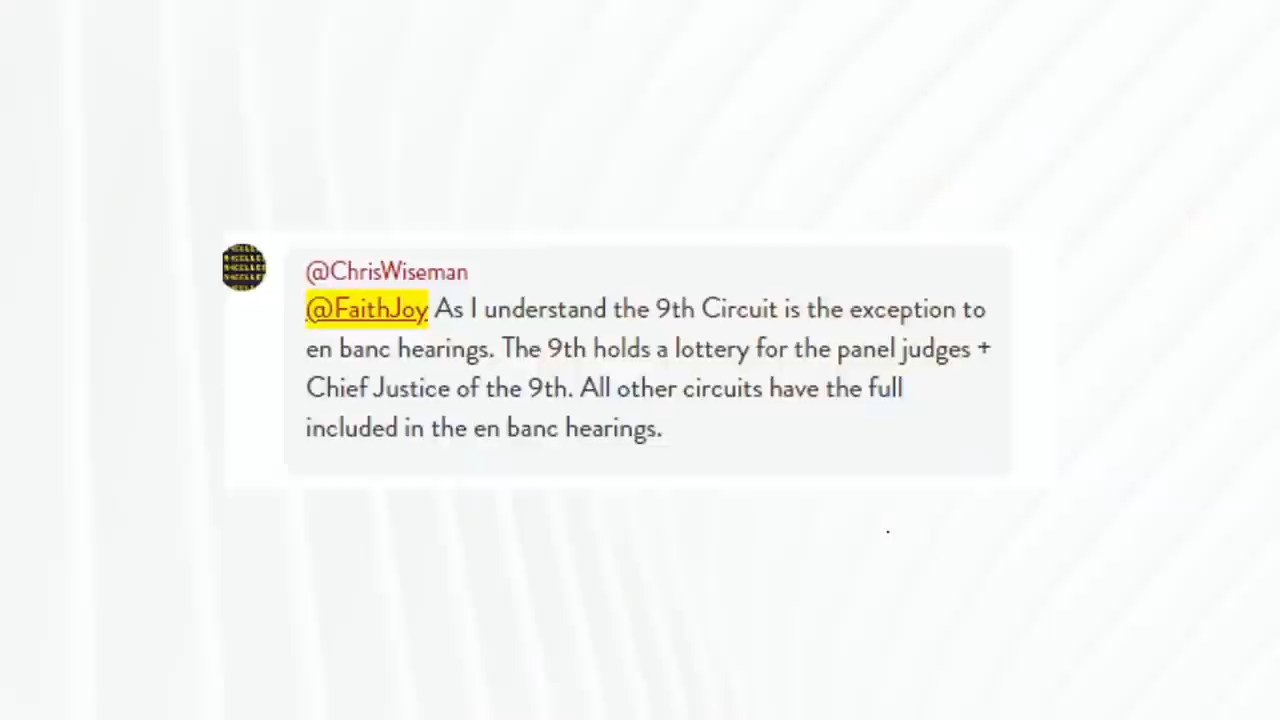 @ChrisWiseman
@FaithJoy As I understand the 9th Circuit is the exception to
en banc hearings. The 9th holds a lottery for the panel judges +
Chief Justice of the 9th. All other circuits have the full
included in the en banc hearings.